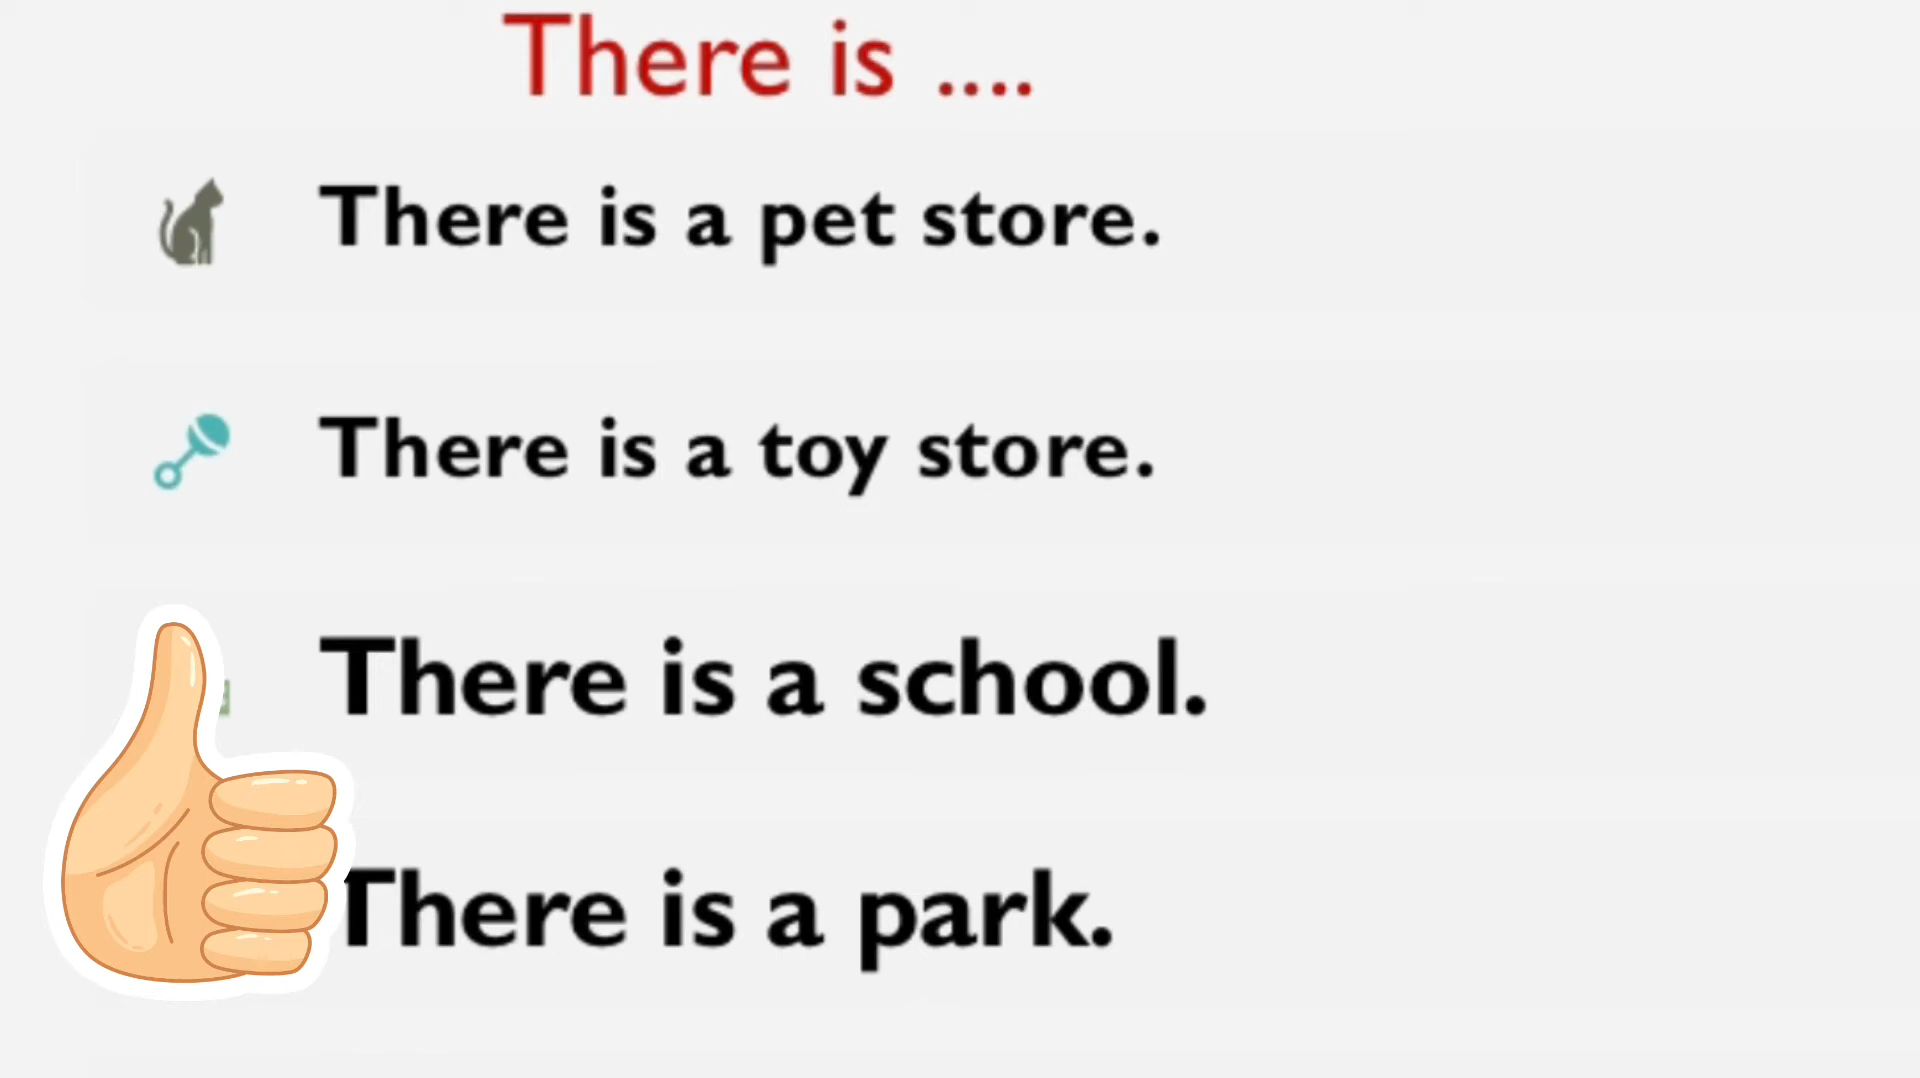 There is ....
There is a pet store.
There is a toy store.
There is a school.
There is a park.